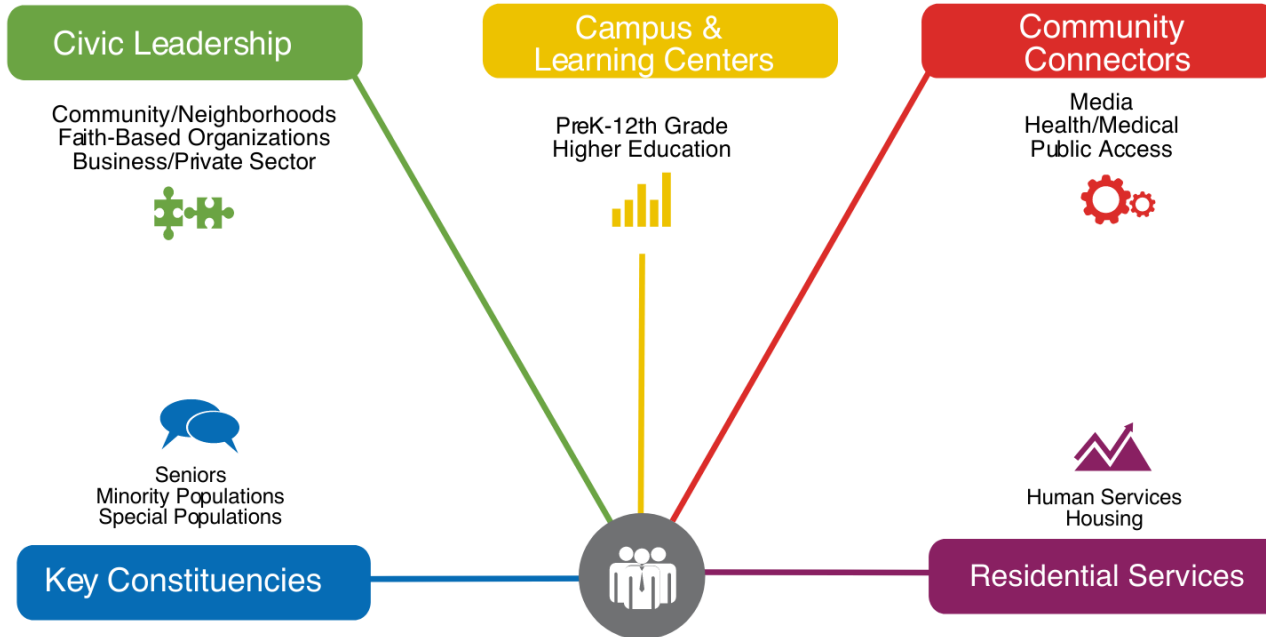 Civic Leadership
Community/Neighborhoods
Faith-Based Organizations
Business/Private Sector
Campus &
Learning Centers
PreK-12th Grade
Higher Education
Community
Connectors
Media
Health/Medical
Public Access
Seniors
Minority Populations
Special Populations
Key Constituencies
Human Services
Housing
Residential Services